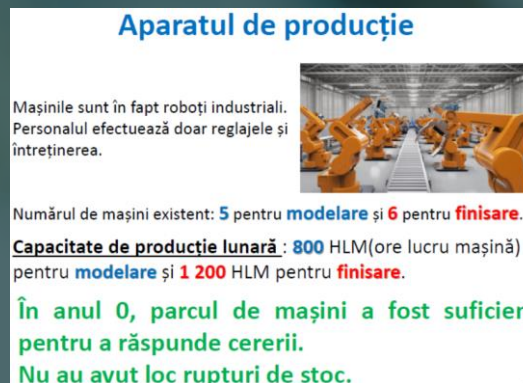 Aparatul de producție
Mașinile sunt în fapt roboți industriali.
Personalul efectuează doar reglajele și
întreținerea.
Numărul de mașini existent: 5 pentru modelare și 6 pentru finisare.
Capacitate de producție lunară : 800 HLM(ore lucru mașină)
pentru modelare și 1 200 HLM pentru finisare.
În anul 0, parcul de mașini a fost suficien
pentru a răspunde cererii.
Nu au avut loc rupturi de stoc.